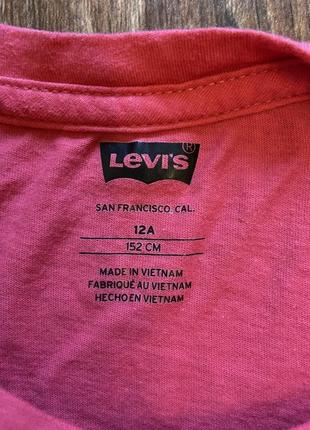 LEVI'S®
SAN FRANCISCO, CAL.
12A
152 CM
MADE IN VIETNAM
FABRIQUÉ AU VIETNAM
HECHO EN VIETNAM